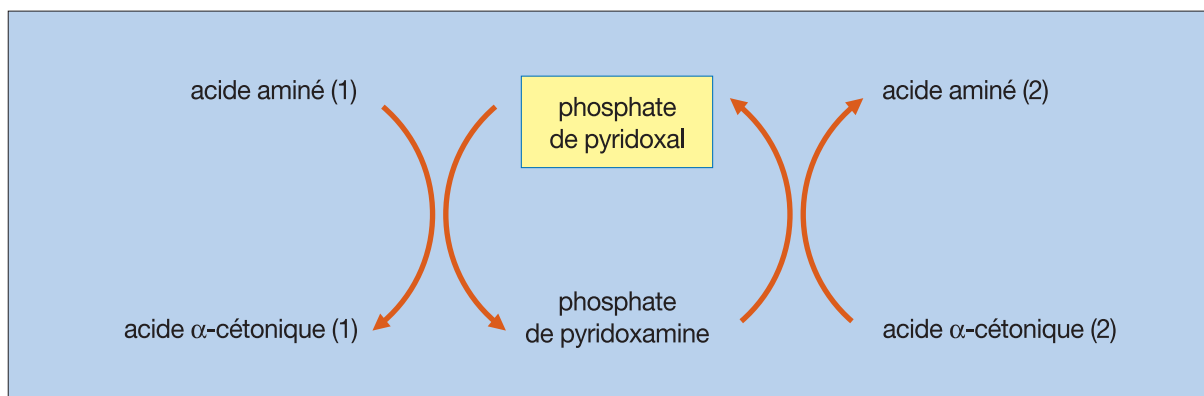 acide aminé (1)
phosphate
de pyridoxal
acide aminé (2)
acide α-cétonique (1)
phosphate
de pyridoxamine
acide α-cétonique (2)